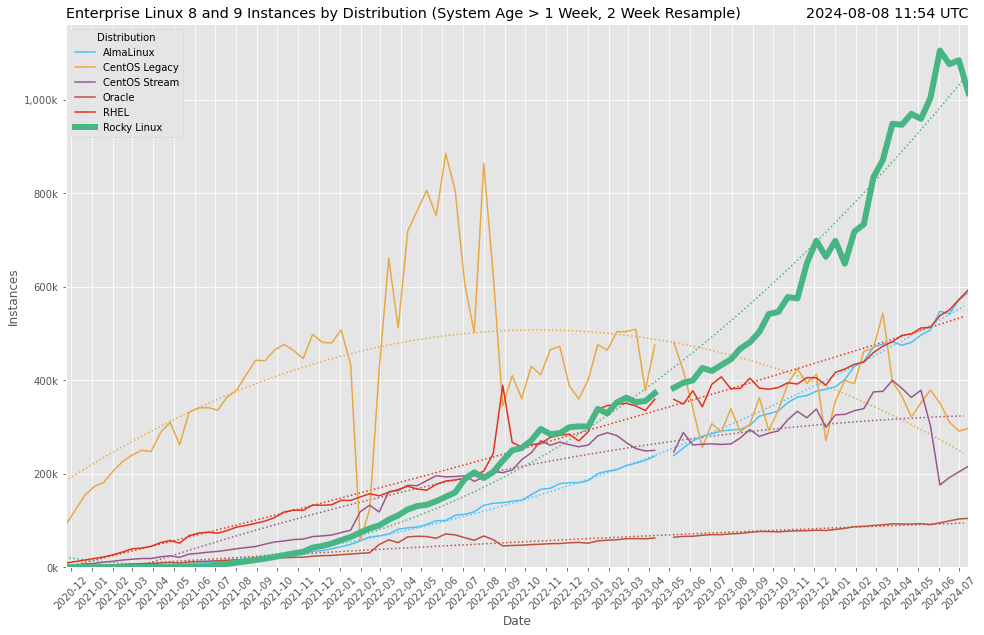 Enterprise Linux 8 and 9 Instances by Distribution (System Age > 1 Week, 2 Week Resample)
2024-08-08 11:54 UTC
Distribution
AlmaLinux
CentOS Legacy
CentOS Stream
Oracle
RHEL
Rocky Linux
Instances
1,000k
800k
600k
400k
200k
0k
2020-12
2021-01
2021-02
2021-03
2021-04
2021-05
2021-06
2021-07
2021-08
2021-09
2021-10
2021-11
2021-12
2022-01
2022-02
2022-03
2022-04
2022-05
2022-06
2022-07
2022-08
2022-09
2022-10
2022-11
2022-12
2023-01
2023-02
2023-03
2023-04
2023-05
2023-06
2023-07
2023-08
2023-09
2023-10
2023-11
2023-12
2024-01
2024-02
2024-03
2024-04
2024-05
2024-06
2024-07
Date